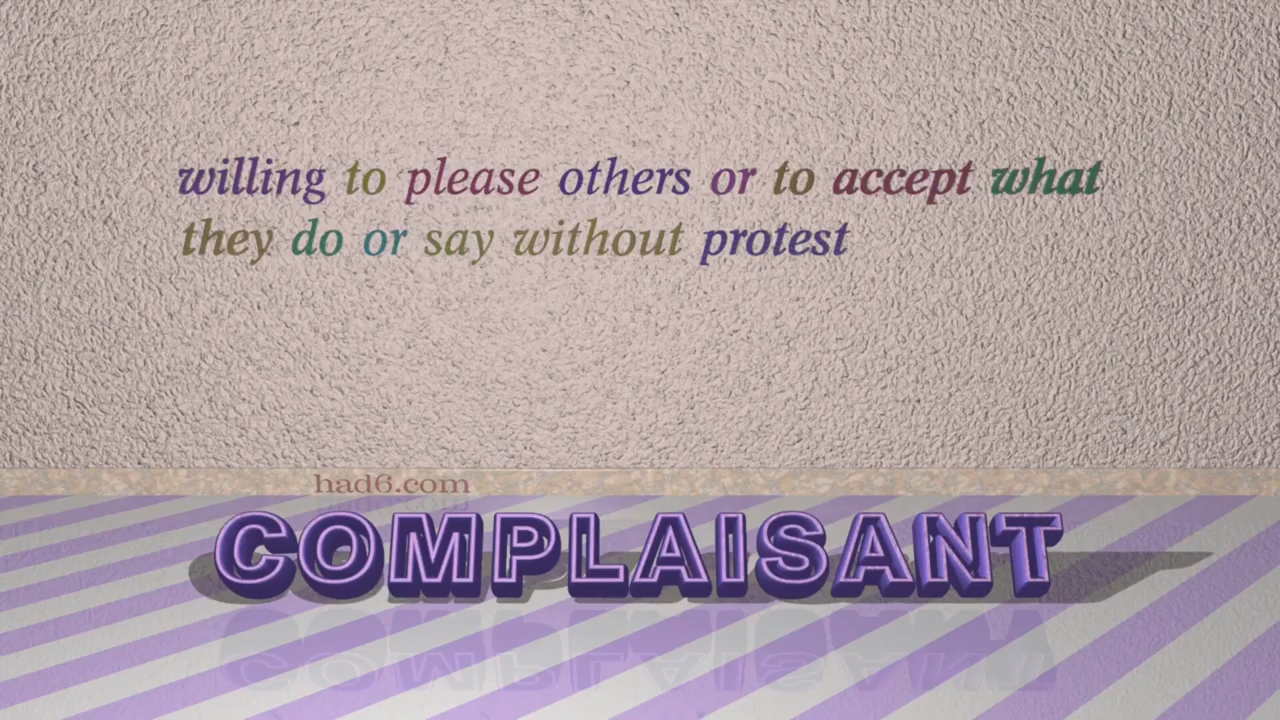 willing to please others or to accept what
they do or say without protest
had6.com
COMPLAISANT